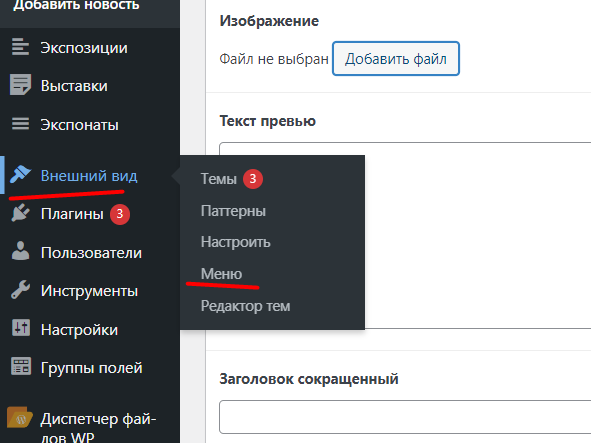 Добавить новость
Экспозиции
Выставки
Экспонаты
Внешний вид
Плагины 3
Пользователи
Инструменты
Настройки
Группы полей
Диспетчер фай-
лов WP
Темы 3
Паттерны
Настроить
Меню
Редактор тем
Изображение
Файл не выбран Добавить файл
Текст превью
Заголовок сокращенный